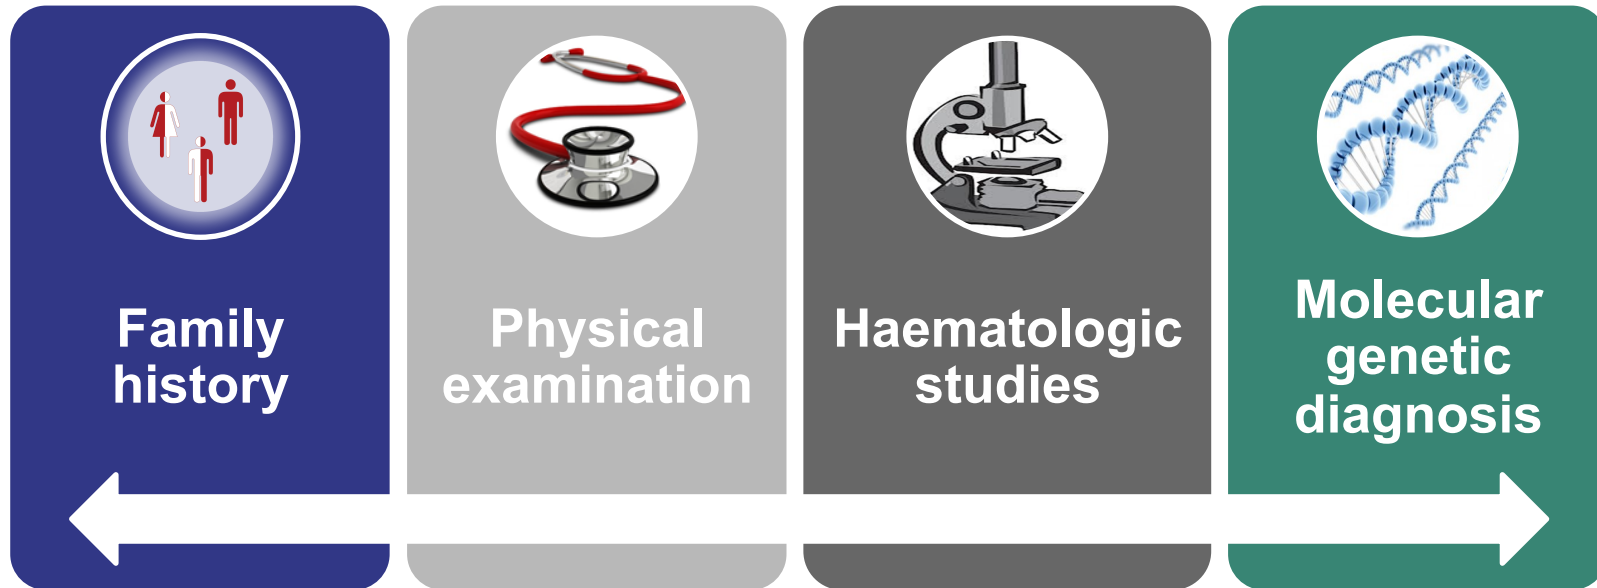 Family
history
Physical
examination
Haematologic
studies
Molecular
genetic
diagnosis